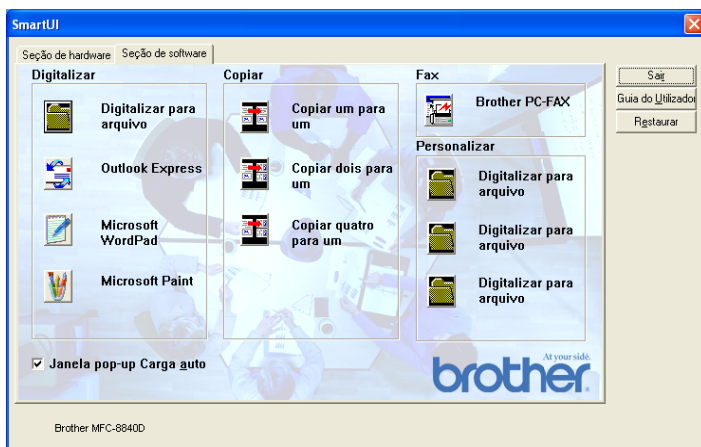 SmartUI
Seção de hardware
Seção de software
Digitalizar
Digitalizar para
arquivo
Outlook Express
Microsoft
WordPad
Microsoft Paint
Copiar
Copiar um para
um
Copiar dois para
um
Copiar quatro
para um
Fax
Brother PC-FAX
Personalizar
Digitalizar para
arquivo
Digitalizar para
arquivo
Digitalizar para
arquivo
Sair
Guia do Utilizador
Restaurar
Janela pop-up Carga auto
At your side.
brother
Brother MFC-8840D